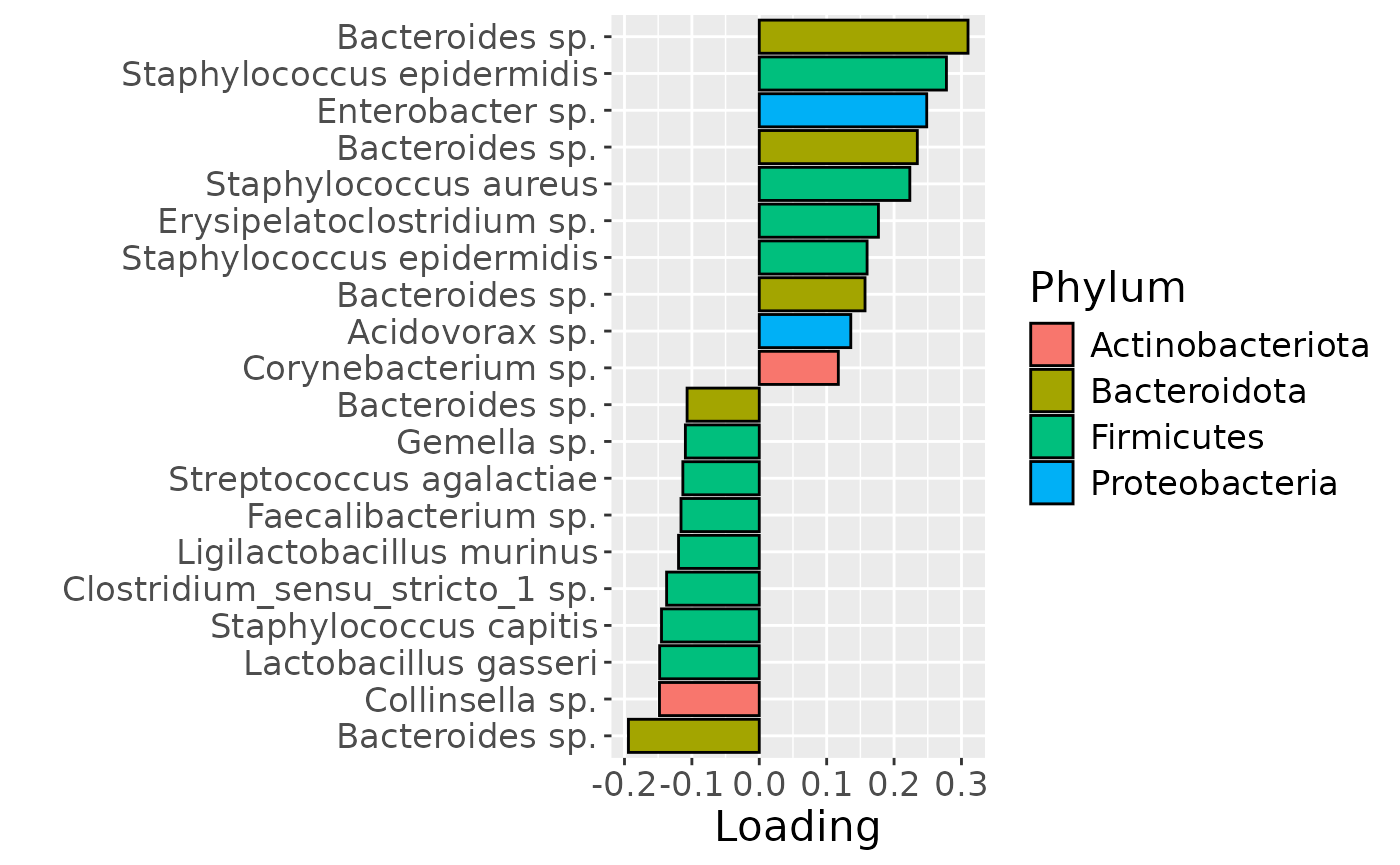 Bacteroides sp.
Staphylococcus epidermidis
Enterobacter sp.
Bacteroides sp.
Staphylococcus aureus
Erysipelatoclostridium sp.
Staphylococcus epidermidis
Bacteroides sp.
Acidovorax sp.
Corynebacterium sp.
Bacteroides sp.
Gemella sp.
Streptococcus agalactiae
Faecalibacterium sp.
Ligilactobacillus murinus
Clostridium_sensu_stricto_1 sp.
Staphylococcus capitis
Lactobacillus gasseri
Collinsella sp.
Bacteroides sp.
-0.2 -0.1 0.0 0.1 0.2 0.3
Loading
Phylum
Actinobacteriota
Bacteroidota
Firmicutes
Proteobacteria